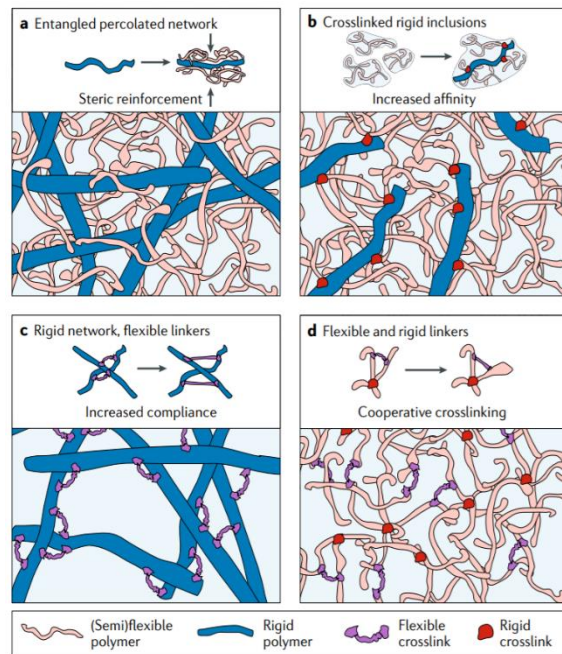 a Entangled percolated network
Steric reinforcement
b Crosslinked rigid inclusions
Increased affinity
c Rigid network, flexible linkers
Increased compliance
d Flexible and rigid linkers
Cooperative crosslinking
(Semi)flexible
polymer
Rigid
polymer
Flexible
crosslink
Rigid
crosslink